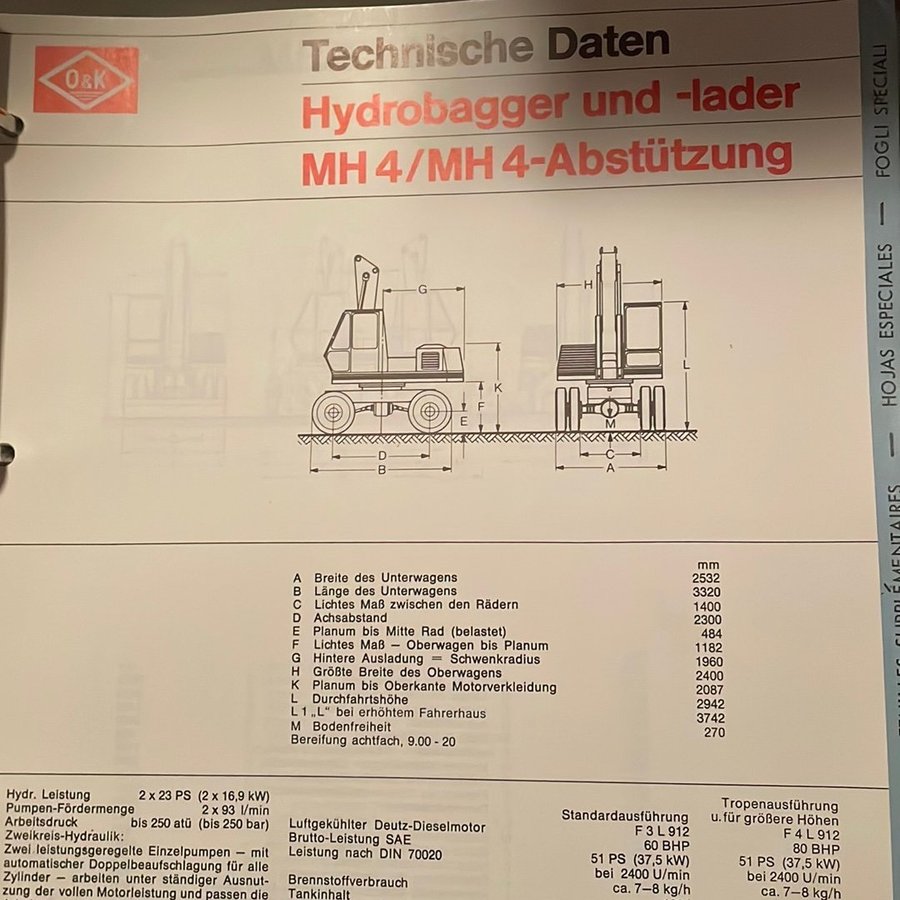 O&K
Technische Daten
Hydrobagger und -lader
MH 4/MH 4-Abstützung
G
H
L
K
F
E
M
D
C
B
A
mm
A Breite des Unterwagens 2532
B Länge des Unterwagens 3320
C Lichtes Maß zwischen den Rädern 1400
D Achsabstand 2300
E Planum bis Mitte Rad (belastet) 484
F Lichtes Maß – Oberwagen bis Planum 1182
G Hintere Ausladung = Schwenkradius 1960
H Größte Breite des Oberwagens 2400
K Planum bis Oberkante Motorverkleidung 2087
L Durchfahrtshöhe 2942
L 1 „L“ bei erhöhtem Fahrerhaus 3742
M Bodenfreiheit 270
Bereifung achtfach, 9.00 - 20
Hydr. Leistung 2 x 23 PS (2 x 16,9 kW)
Pumpen-Fördermenge 2 x 93 l/min
Arbeitsdruck bis 250 atü (bis 250 bar)
Zweikreis-Hydraulik:
Zwei leistungsgeregelte Einzelpumpen – mit
automatischer Doppelbeaufschlagung für alle
Zylinder – arbeiten unter ständiger Ausnut-
zung der vollen Motorleistung und passen die
Standardausführung
Tropenausführung
u. für größere Höhen
Luftgekühlter Deutz-Dieselmotor F 3 L 912 F 4 L 912
Brutto-Leistung SAE 60 BHP 80 BHP
Leistung nach DIN 70020 51 PS (37,5 kW) 51 PS (37,5 kW)
bei 2400 U/min bei 2400 U/min
Brennstoffverbrauch ca. 7–8 kg/h ca. 7–8 kg/h
Tankinhalt
SUPPLÉMENTAIRES — HOJAS ESPECIALES — FOGLI SPECIALI